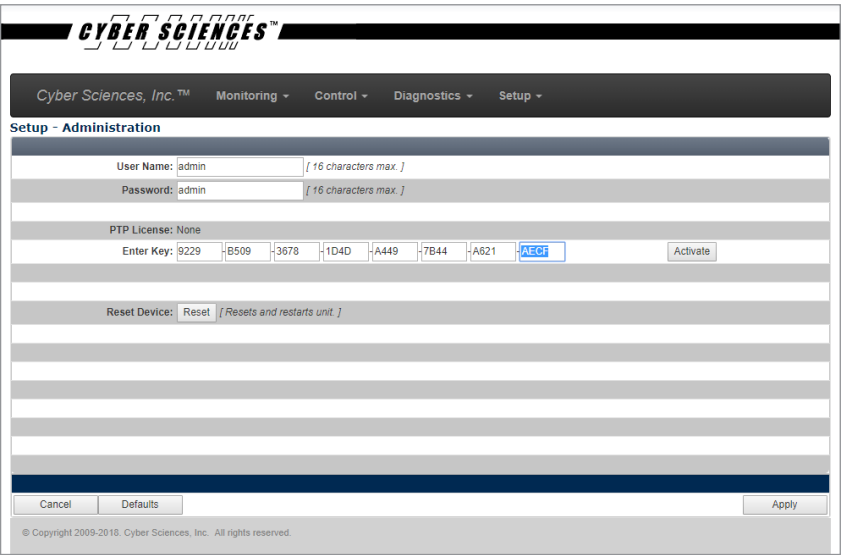 CYBER SCIENCES™
Cyber Sciences, Inc.™ Monitoring Control Diagnostics Setup
Setup - Administration
User Name: admin [ 16 characters max. ]
Password: admin [ 16 characters max. ]
PTP License: None
Enter Key: 9229 - B509 - 3678 - 1D4D - A449 - 7B44 - A621 - AECF Activate
Reset Device: Reset [ Resets and restarts unit. ]
Cancel Defaults Apply
© Copyright 2009-2018. Cyber Sciences, Inc. All rights reserved.